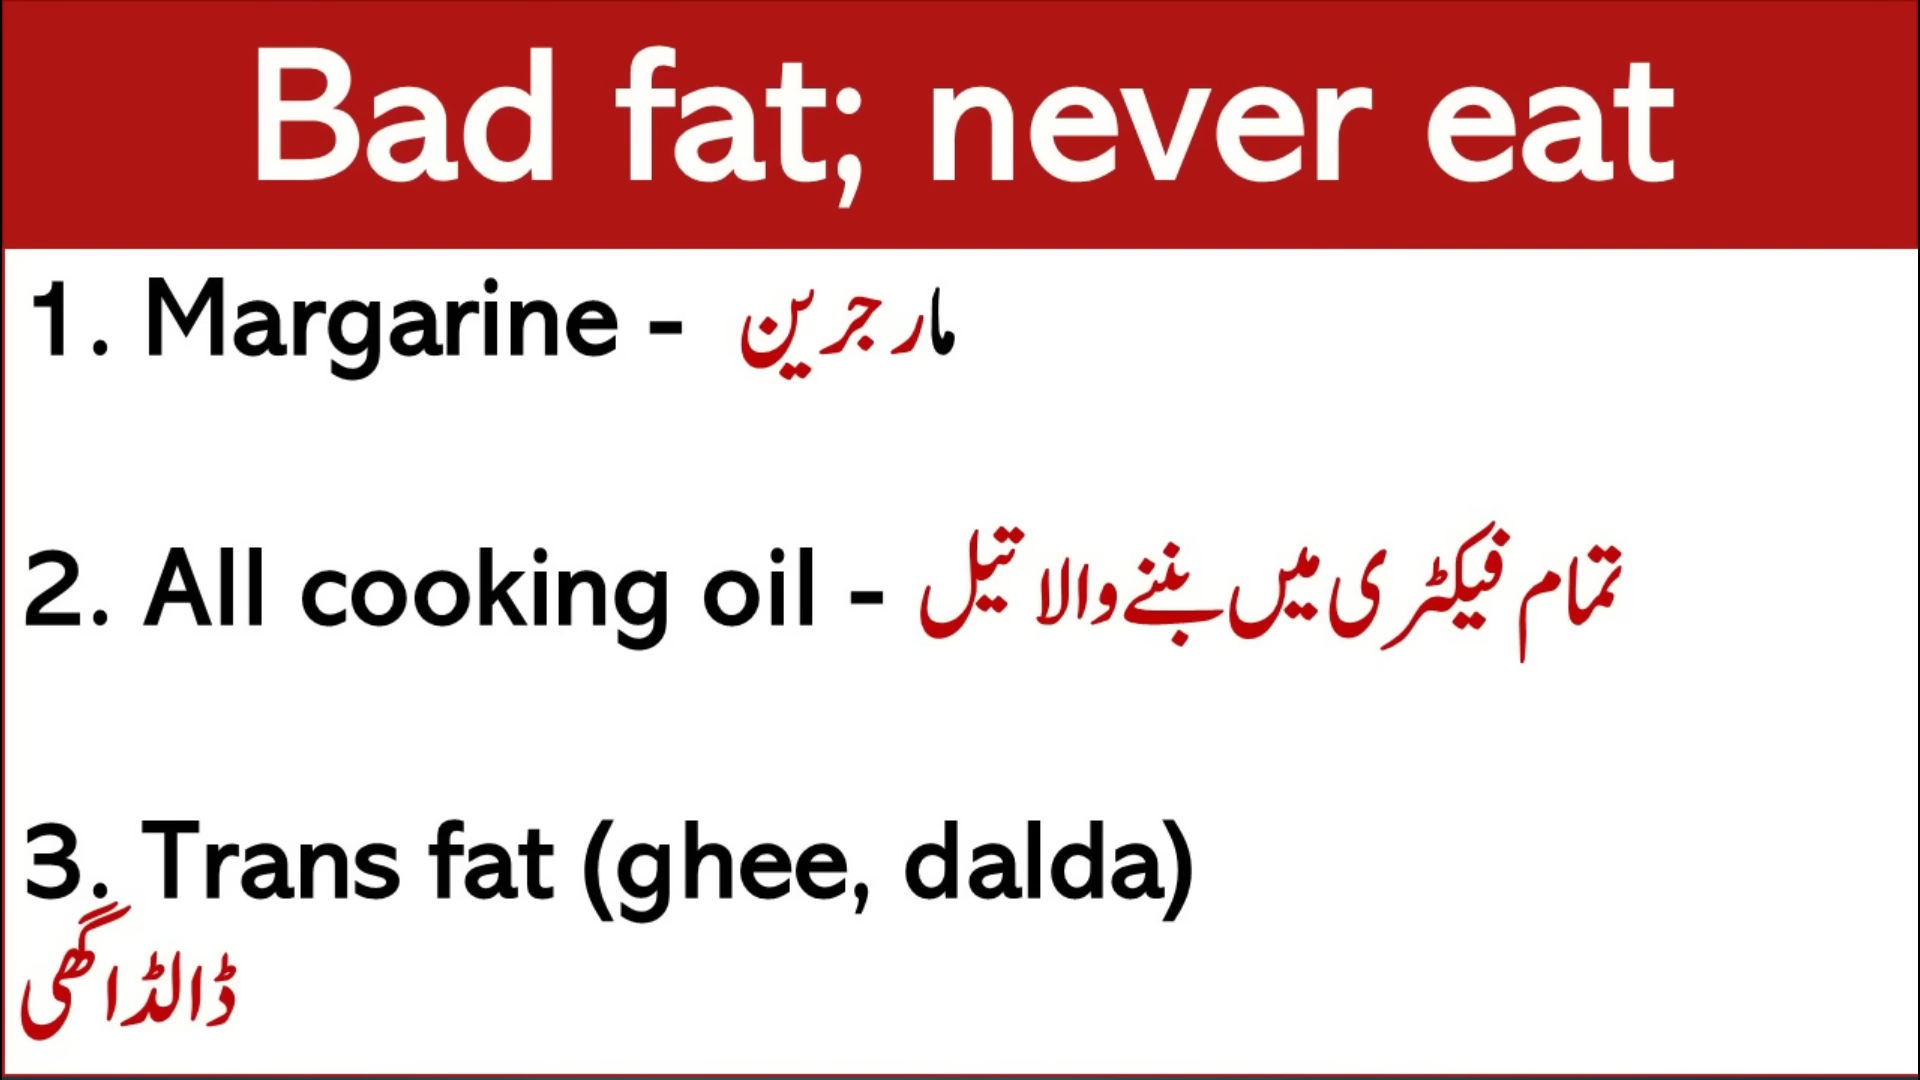 Bad fat; never eat
1. Margarine - مارجرین
2. All cooking oil - تمام فیکٹری میں بننے والا تیل
3. Trans fat (ghee, dalda)
ڈالڈا گھی